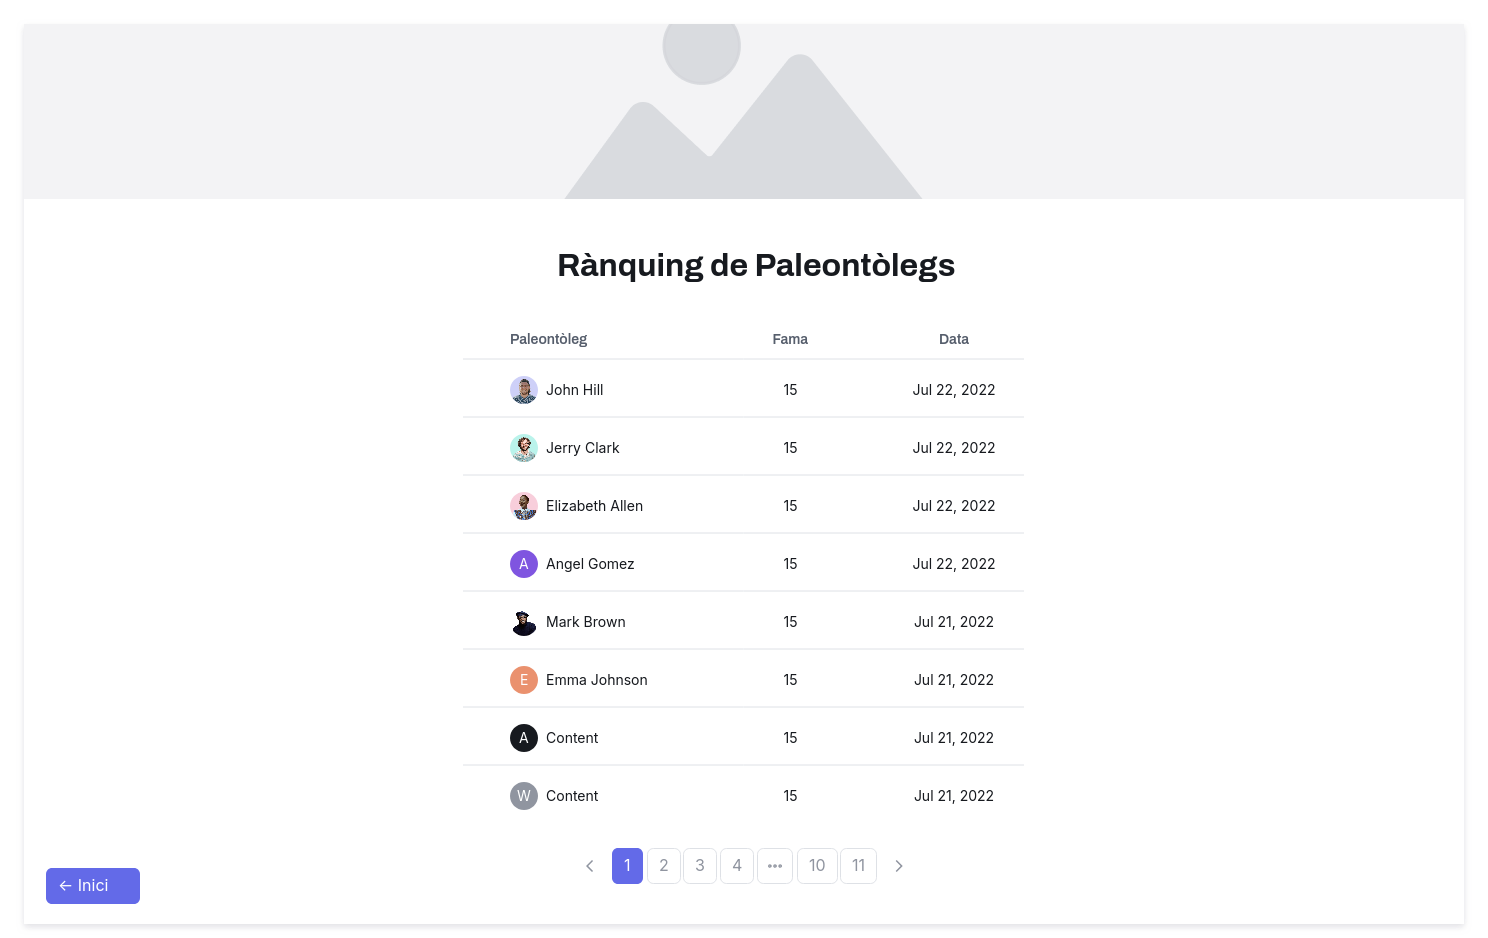 Rànquing de Paleontòlegs
Paleontòleg Fama Data
John Hill 15 Jul 22, 2022
Jerry Clark 15 Jul 22, 2022
Elizabeth Allen 15 Jul 22, 2022
A Angel Gomez 15 Jul 22, 2022
Mark Brown 15 Jul 21, 2022
E Emma Johnson 15 Jul 21, 2022
A Content 15 Jul 21, 2022
W Content 15 Jul 21, 2022
1 2 3 4 ••• 10 11
← Inici